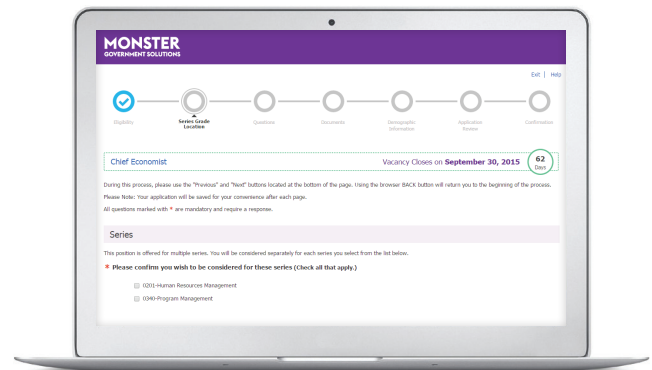 MONSTER
GOVERNMENT SOLUTIONS
Exit | Help
Eligibility
Series Grade
Location
Questions
Documents
Demographic
Information
Application
Review
Confirmation
Chief Economist
Vacancy Closes on September 30, 2015
62
Days
During this process, please use the "Previous" and "Next" buttons located at the bottom of the page. Using the browser BACK button will return you to the beginning of the process.
Please Note: Your application will be saved for your convenience after each page.
All questions marked with * are mandatory and require a response.
Series
This position is offered for multiple series. You will be considered separately for each series you select from the list below.
* Please confirm you wish to be considered for these series (Check all that apply.)
0201-Human Resources Management
0340-Program Management